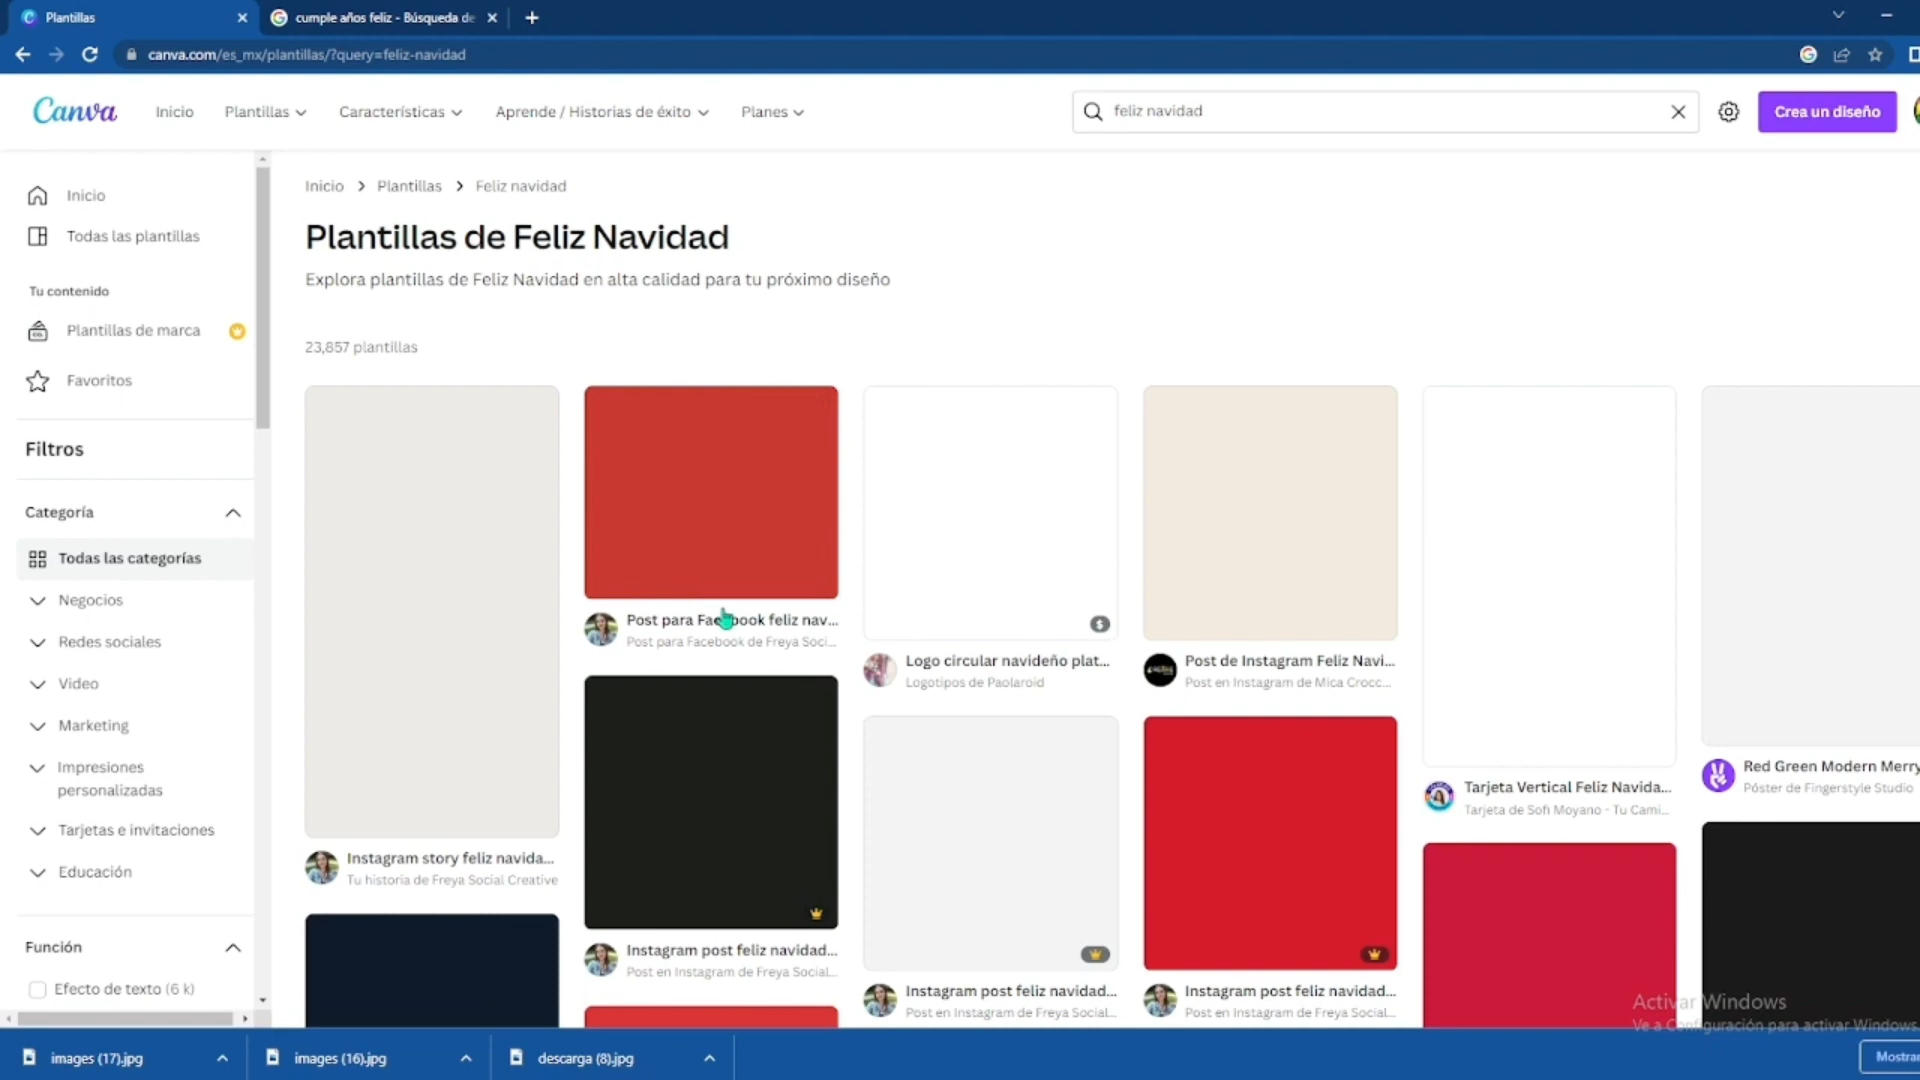 Plantillas
cumple años feliz - Búsqueda de
canva.com/es_mx/plantillas/?query=feliz-navidad
Canva
Inicio
Plantillas
Características
Aprende / Historias de éxito
Planes
feliz navidad
Crea un diseño
Inicio
Todas las plantillas
Tu contenido
Plantillas de marca
Favoritos
Filtros
Categoría
Todas las categorías
Negocios
Redes sociales
Video
Marketing
Impresiones
personalizadas
Tarjetas e invitaciones
Educación
Función
Efecto de texto (6 k)
Inicio > Plantillas > Feliz navidad
Plantillas de Feliz Navidad
Explora plantillas de Feliz Navidad en alta calidad para tu próximo diseño
23,857 plantillas
Instagram story feliz navida...
Tu historia de Freya Social Creative
Post para Facebook feliz nav...
Post para Facebook de Freya Soci...
Instagram post feliz navidad...
Post en Instagram de Freya Social...
$
Logo circular navideño plat...
Logotipos de Paolaroid
Instagram post feliz navidad...
Post en Instagram de Freya Social...
Post de Instagram Feliz Navi...
Post en Instagram de Mica Crocc...
Instagram post feliz navidad...
Post en Instagram de Freya Social...
Tarjeta Vertical Feliz Navida...
Tarjeta de Sofi Moyano - Tu Cami...
Red Green Modern Merry
Póster de Fingerstyle Studio
Activar Windows
Ve a Configuración para activar Windows.
images (17).jpg
images (16).jpg
descarga (8).jpg
Mostrar